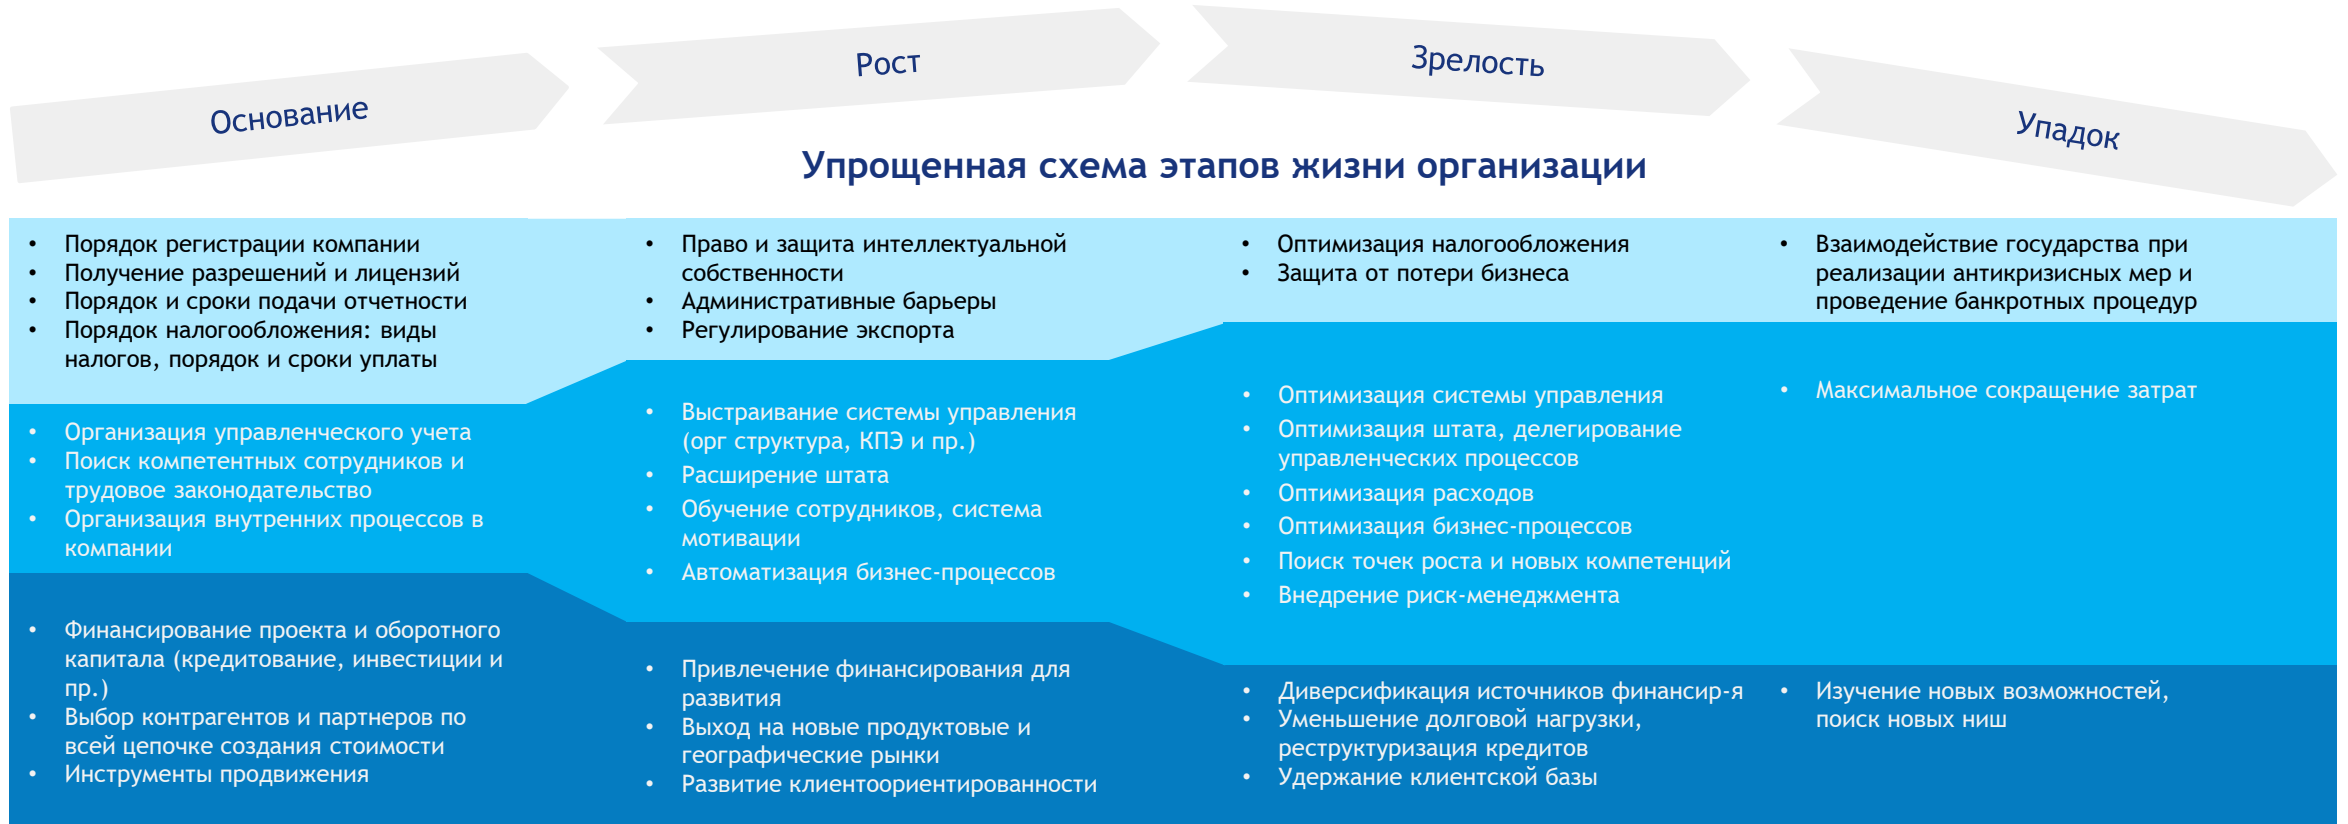 Основание
Рост
Зрелость
Упадок
Упрощенная схема этапов жизни организации
• Порядок регистрации компании
• Получение разрешений и лицензий
• Порядок и сроки подачи отчетности
• Порядок налогообложения: виды
налогов, порядок и сроки уплаты
• Право и защита интеллектуальной
собственности
• Административные барьеры
• Регулирование экспорта
• Оптимизация налогообложения
• Защита от потери бизнеса
• Взаимодействие государства при
реализации антикризисных мер и
проведение банкротных процедур
• Организация управленческого учета
• Поиск компетентных сотрудников и
трудовое законодательство
• Организация внутренних процессов в
компании
• Выстраивание системы управления
(орг структура, КПЭ и пр.)
• Расширение штата
• Обучение сотрудников, система
мотивации
• Автоматизация бизнес-процессов
• Оптимизация системы управления
• Оптимизация штата, делегирование
управленческих процессов
• Оптимизация расходов
• Оптимизация бизнес-процессов
• Поиск точек роста и новых компетенций
• Внедрение риск-менеджмента
• Максимальное сокращение затрат
• Финансирование проекта и оборотного
капитала (кредитование, инвестиции и
пр.)
• Выбор контрагентов и партнеров по
всей цепочке создания стоимости
• Инструменты продвижения
• Привлечение финансирования для
развития
• Выход на новые продуктовые и
географические рынки
• Развитие клиентоориентированности
• Диверсификация источников финансир-я
• Уменьшение долговой нагрузки,
реструктуризация кредитов
• Удержание клиентской базы
• Изучение новых возможностей,
поиск новых ниш